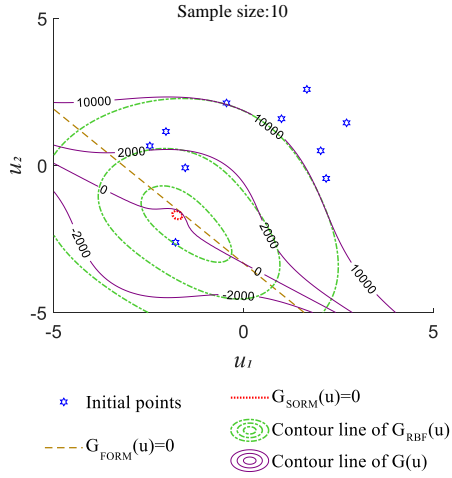 Sample size:10
5
10000
10000
2000
0
u2
0
-2000
2000
0
-2000
10000
-5
-5
0
5
u1
Initial points
GSORM(u)=0
GFORM(u)=0
Contour line of GRBF(u)
Contour line of G(u)